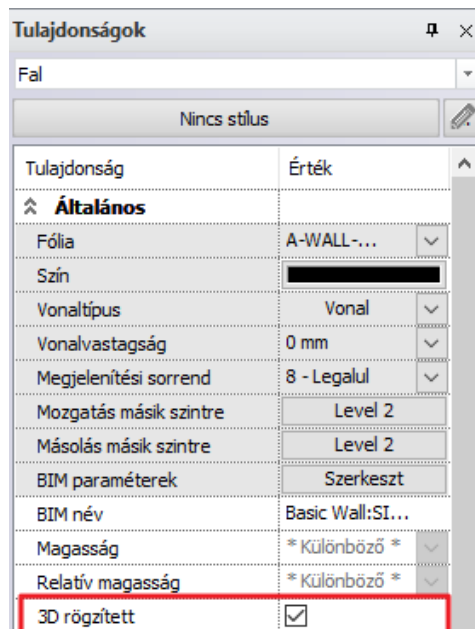 Tulajdonságok
Fal
Nincs stílus
Tulajdonság Érték
Általános
Fólia A-WALL-...
Szín
Vonaltípus Vonal
Vonalvastagság 0 mm
Megjelenítési sorrend 8 - Legalul
Mozgatás másik szintre Level 2
Másolás másik szintre Level 2
BIM paraméterek Szerkeszt
BIM név Basic Wall:SI...
Magasság * Különböző *
Relatív magasság * Különböző *
3D rögzített